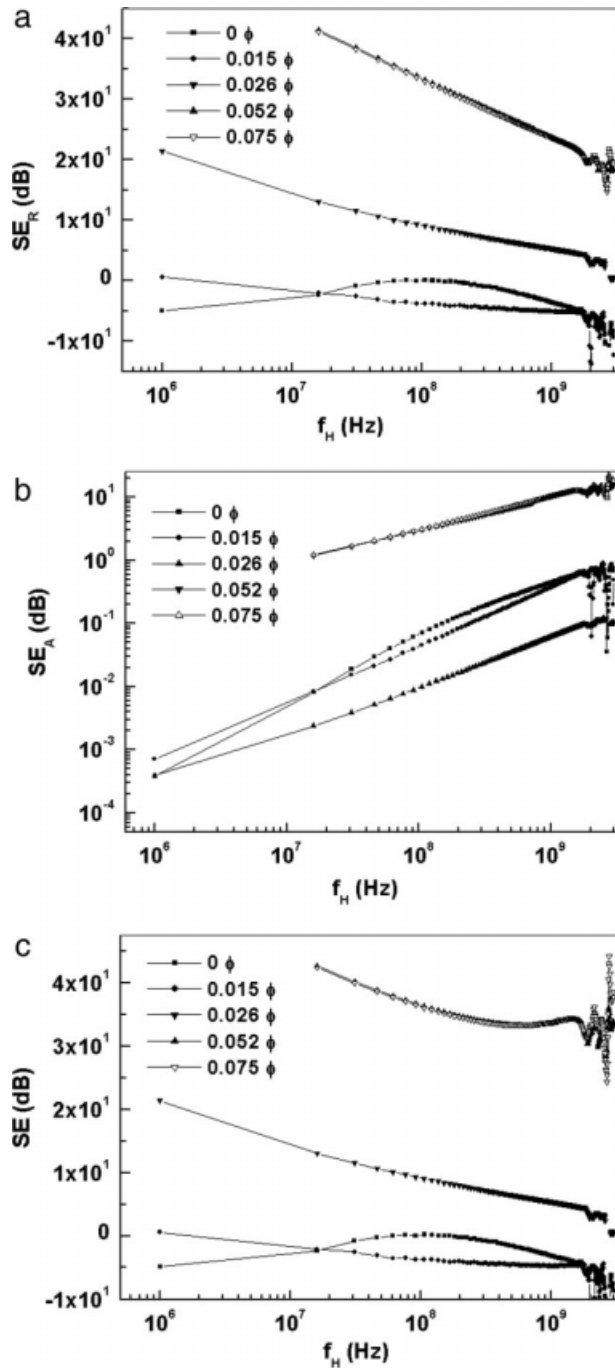 a
4x10¹
3x10¹
2x10¹
1x10¹
0
-1x10¹
SE_R (dB)
0 ϕ
0.015 ϕ
0.026 ϕ
0.052 ϕ
0.075 ϕ
10⁶ 10⁷ 10⁸ 10⁹
f_H (Hz)
b
10¹
10⁰
10⁻¹
10⁻²
10⁻³
10⁻⁴
SE_A (dB)
0 ϕ
0.015 ϕ
0.026 ϕ
0.052 ϕ
0.075 ϕ
10⁶ 10⁷ 10⁸ 10⁹
f_H (Hz)
c
4x10¹
3x10¹
2x10¹
1x10¹
0
-1x10¹
SE (dB)
0 ϕ
0.015 ϕ
0.026 ϕ
0.052 ϕ
0.075 ϕ
10⁶ 10⁷ 10⁸ 10⁹
f_H (Hz)